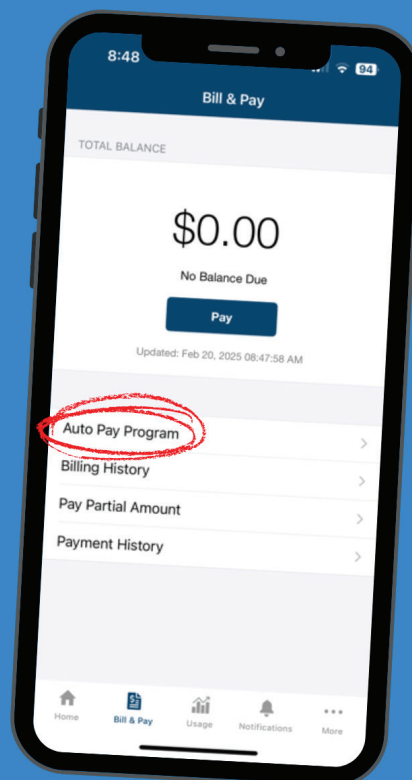 8:48
94
Bill & Pay
TOTAL BALANCE
$0.00
No Balance Due
Pay
Updated: Feb 20, 2025 08:47:58 AM
Auto Pay Program
Billing History
Pay Partial Amount
Payment History
Home
Bill & Pay
Usage
Notifications
More